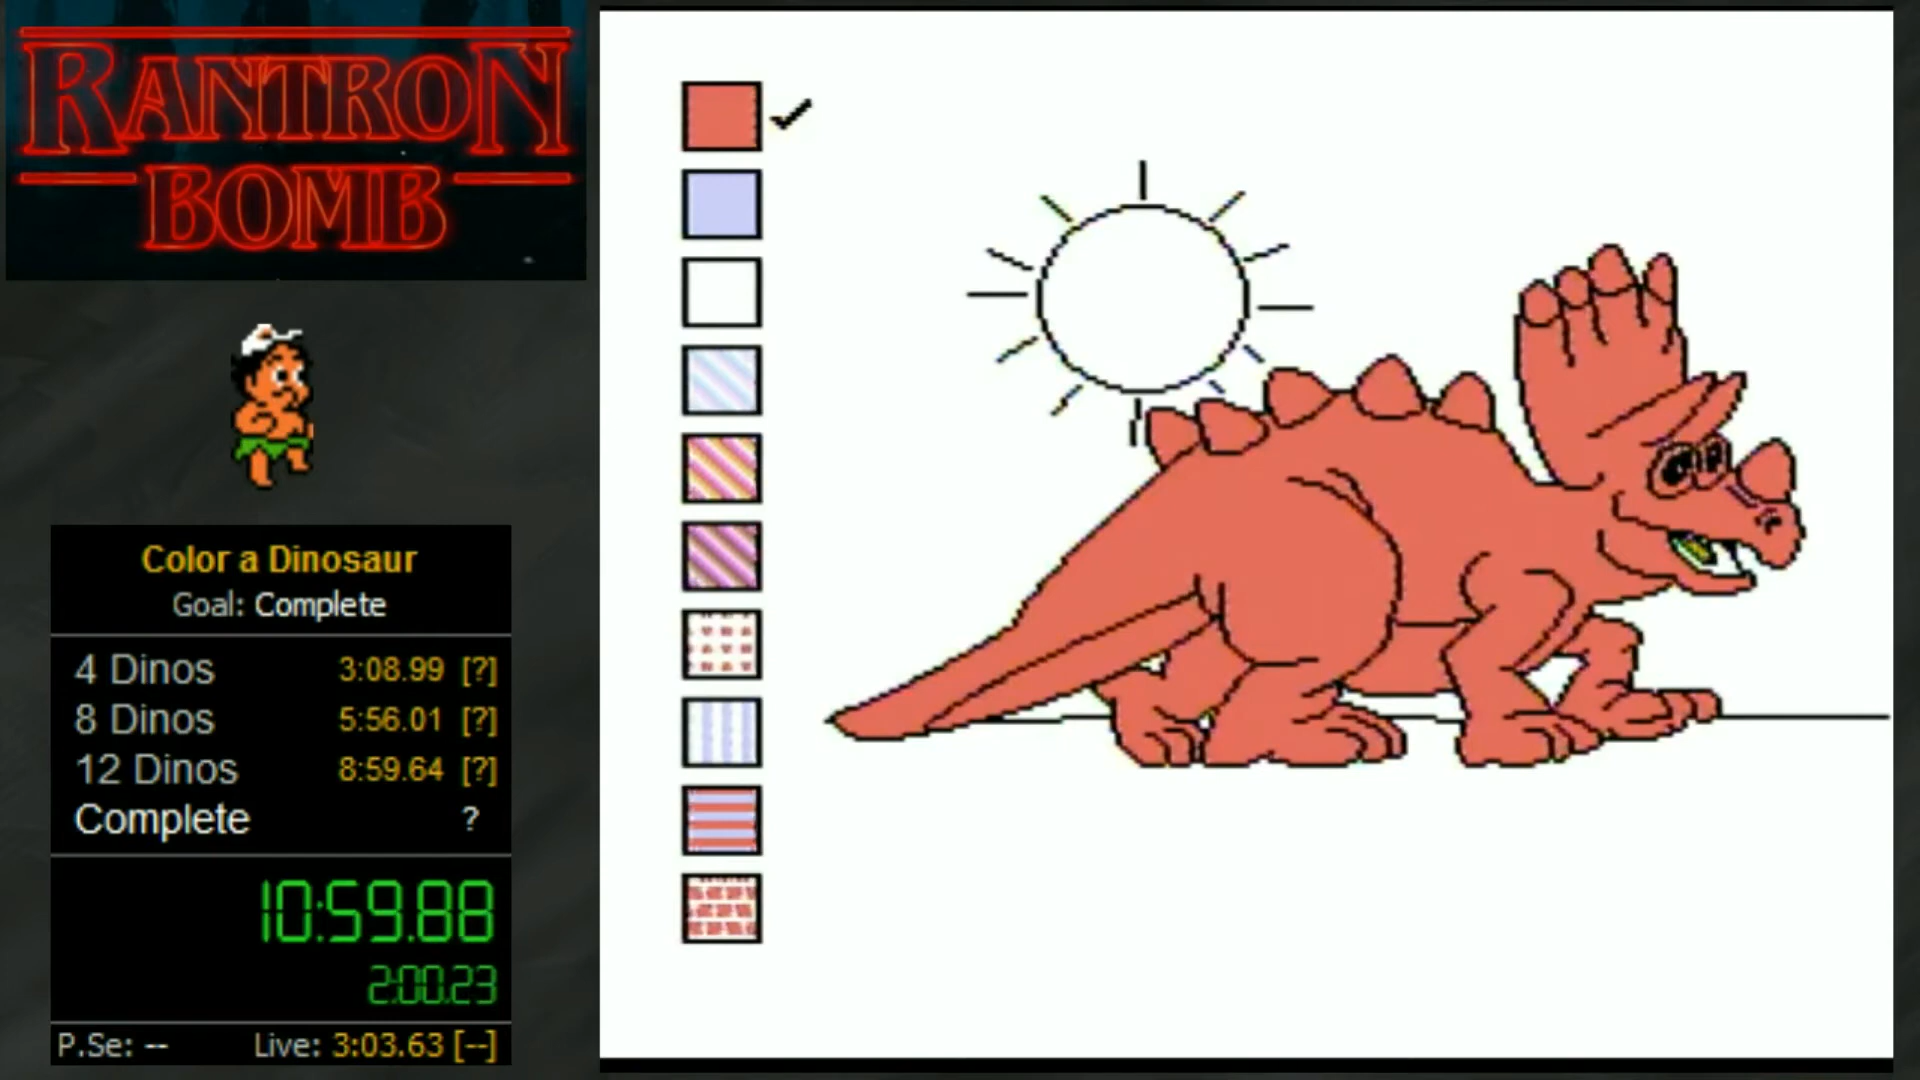 RANTRON
BOMB
Color a Dinosaur
Goal: Complete
4 Dinos 3:08.99 [?]
8 Dinos 5:56.01 [?]
12 Dinos 8:59.64 [?]
Complete ?
10:59.88
2:00.23
P.Se: -- Live: 3:03.63 [--]